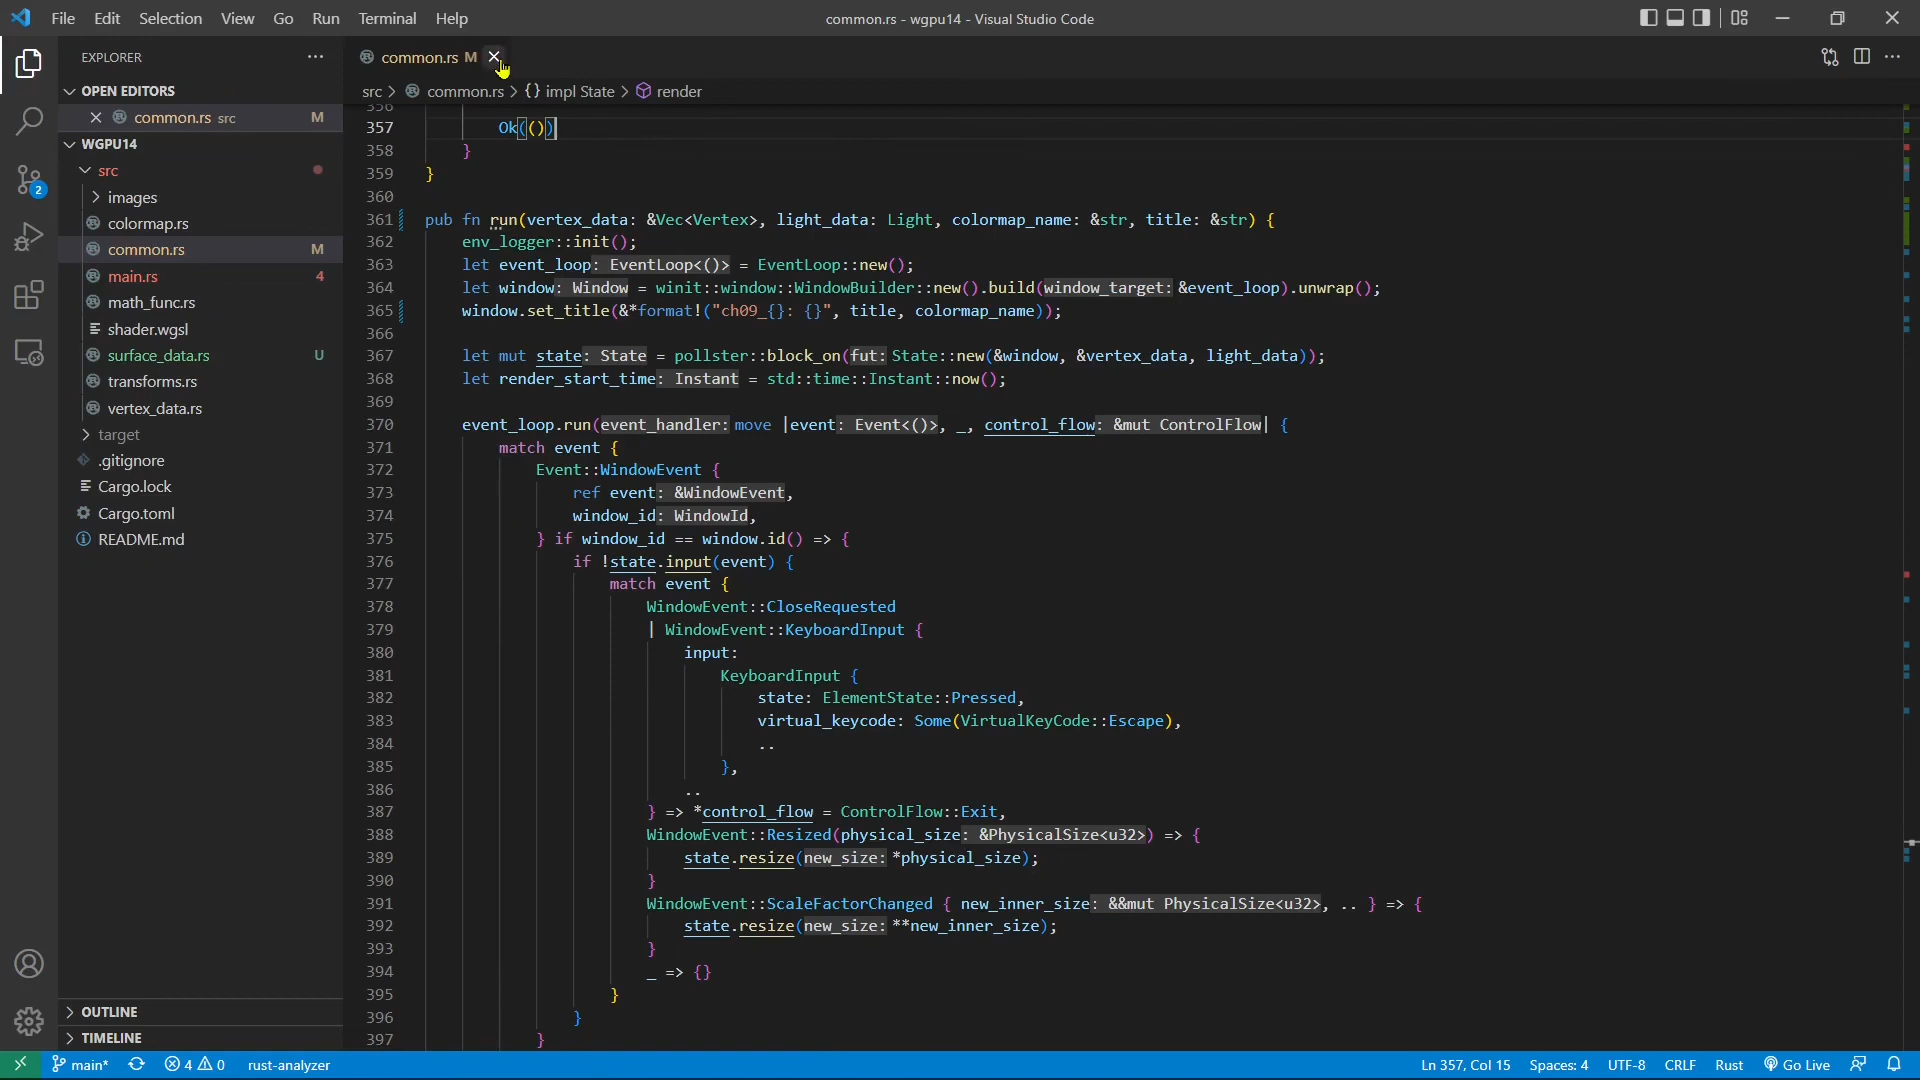 File Edit Selection View Go Run Terminal Help
common.rs - wgpu14 - Visual Studio Code
EXPLORER
OPEN EDITORS
common.rs src M
WGPU14
src
images
colormap.rs
common.rs M
main.rs 4
math_func.rs
shader.wgsl
surface_data.rs U
transforms.rs
vertex_data.rs
target
.gitignore
Cargo.lock
Cargo.toml
README.md
OUTLINE
TIMELINE
2
common.rs M
src > common.rs > {} impl State > render
356
357 Ok(())
358 }
359 }
360
361 pub fn run(vertex_data: &Vec<Vertex>, light_data: Light, colormap_name: &str, title: &str) {
362 env_logger::init();
363 let event_loop: EventLoop<()> = EventLoop::new();
364 let window: Window = winit::window::WindowBuilder::new().build(window_target: &event_loop).unwrap();
365 window.set_title(&*format!("ch09_{}: {}", title, colormap_name));
366
367 let mut state: State = pollster::block_on(fut: State::new(&window, &vertex_data, light_data));
368 let render_start_time: Instant = std::time::Instant::now();
369
370 event_loop.run(event_handler: move |event: Event<()>, _, control_flow: &mut ControlFlow| {
371 match event {
372 Event::WindowEvent {
373 ref event: &WindowEvent,
374 window_id: WindowId,
375 } if window_id == window.id() => {
376 if !state.input(event) {
377 match event {
378 WindowEvent::CloseRequested
379 | WindowEvent::KeyboardInput {
380 input:
381 KeyboardInput {
382 state: ElementState::Pressed,
383 virtual_keycode: Some(VirtualKeyCode::Escape),
384 ..
385 },
386 ..
387 } => *control_flow = ControlFlow::Exit,
388 WindowEvent::Resized(physical_size: &PhysicalSize<u32>) => {
389 state.resize(new_size: *physical_size);
390 }
391 WindowEvent::ScaleFactorChanged { new_inner_size: &&mut PhysicalSize<u32>, .. } => {
392 state.resize(new_size: **new_inner_size);
393 }
394 _ => {}
395 }
396 }
397 }
main* 4 0 rust-analyzer
Ln 357, Col 15 Spaces: 4 UTF-8 CRLF Rust Go Live